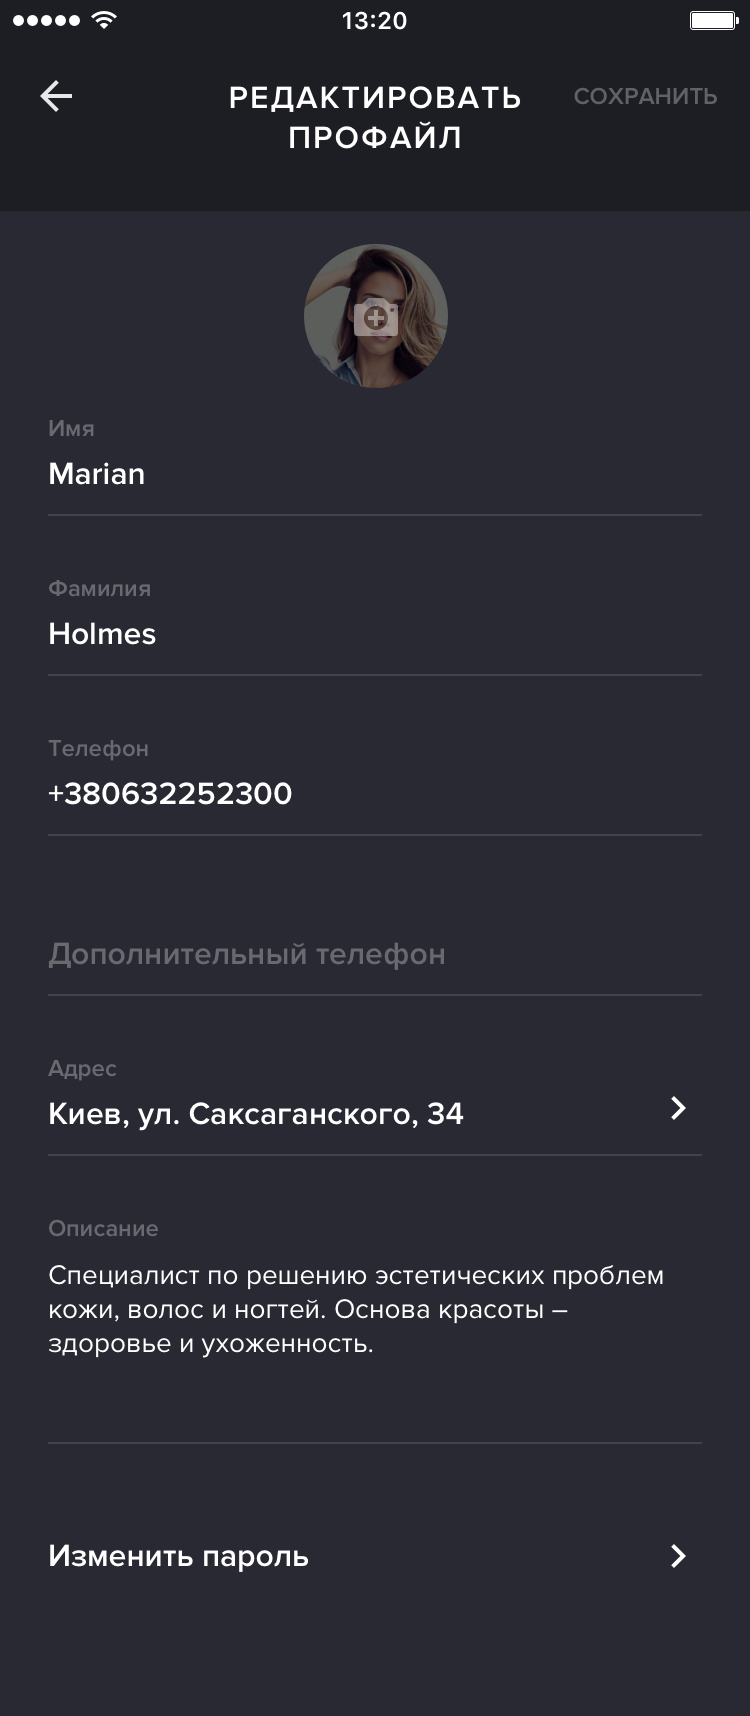 13:20
РЕДАКТИРОВАТЬ
ПРОФАЙЛ
СОХРАНИТЬ
Имя
Marian
Фамилия
Holmes
Телефон
+380632252300
Дополнительный телефон
Адрес
Киев, ул. Саксаганского, 34
Описание
Специалист по решению эстетических проблем
кожи, волос и ногтей. Основа красоты –
здоровье и ухоженность.
Изменить пароль